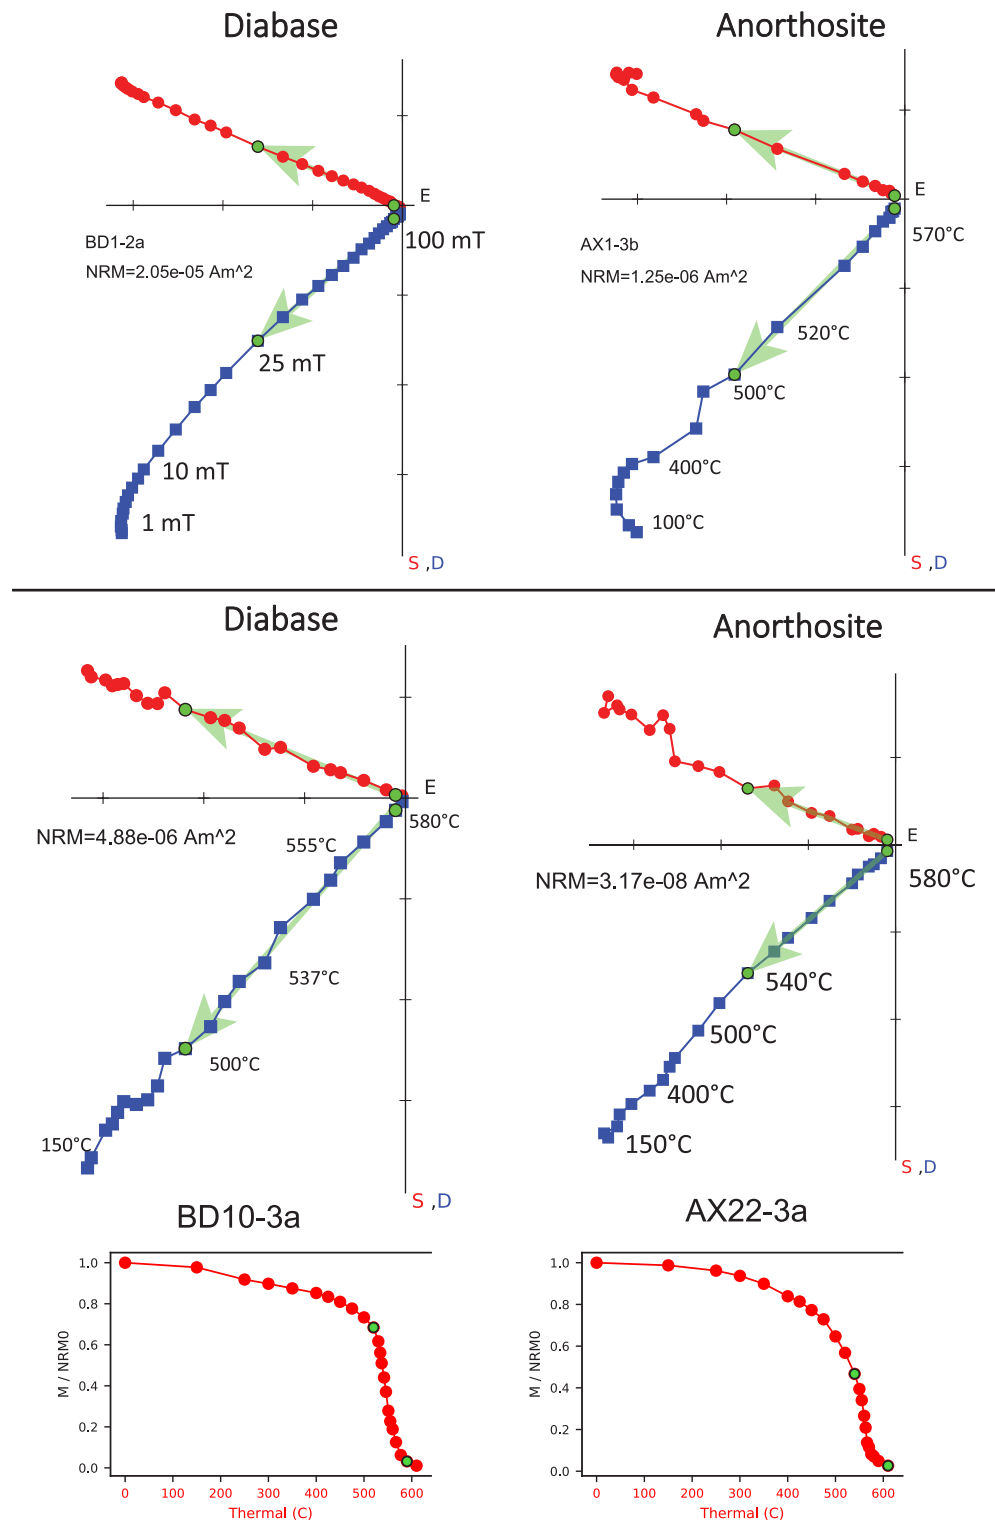 Diabase
Anorthosite
E
E
BD1-2a
100 mT
AX1-3b
570°C
NRM=2.05e-05 Am^2
NRM=1.25e-06 Am^2
520°C
25 mT
500°C
10 mT
400°C
1 mT
100°C
S ,D
S ,D
Diabase
Anorthosite
E
580°C
E
NRM=4.88e-06 Am^2
555°C
NRM=3.17e-08 Am^2
580°C
537°C
540°C
500°C
500°C
400°C
150°C
150°C
S ,D
S ,D
BD10-3a
AX22-3a
1.0
0.8
0.6
0.4
0.2
0.0
M / NRM0
0 100 200 300 400 500 600
Thermal (C)
1.0
0.8
0.6
0.4
0.2
0.0
M / NRM0
0 100 200 300 400 500 600
Thermal (C)